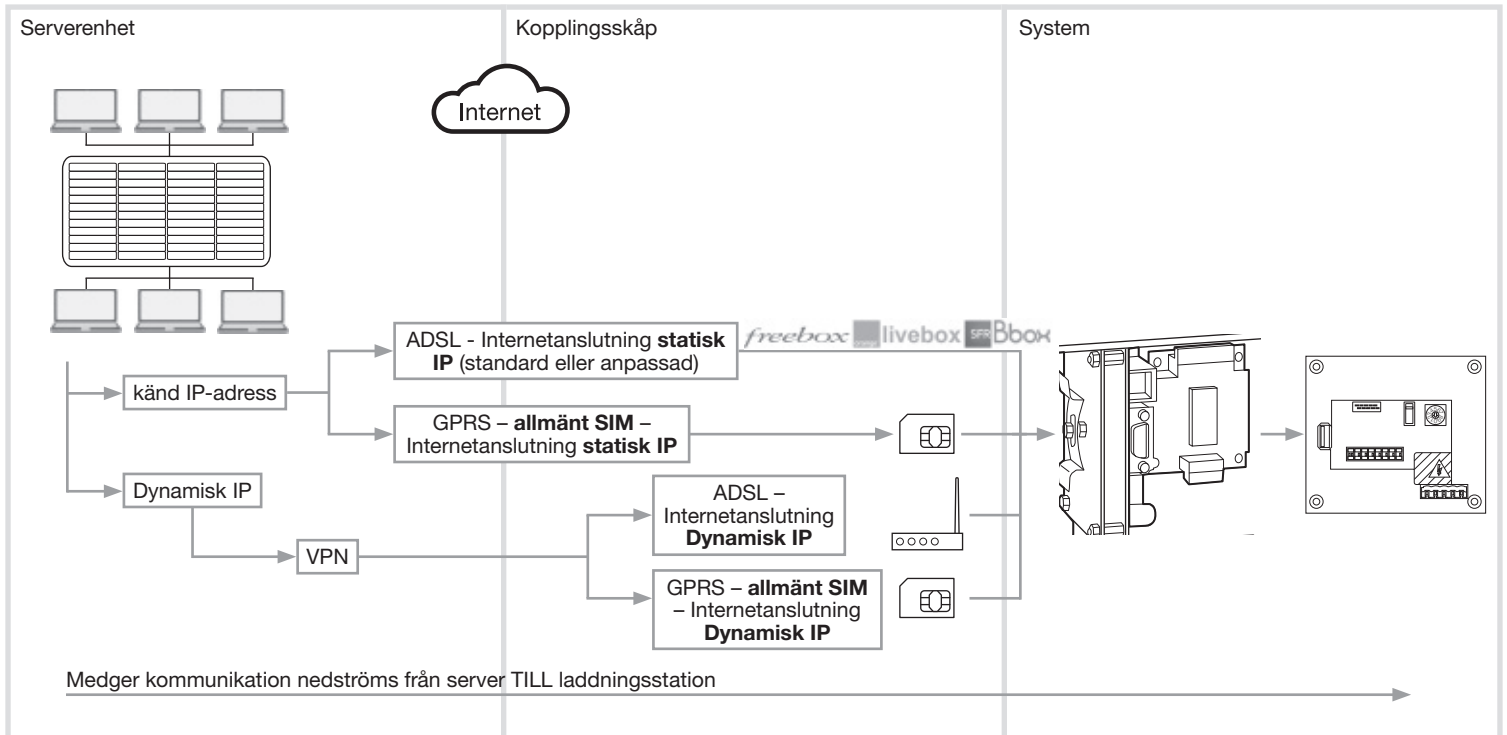 Serverenhet
Kopplingsskåp
System
Internet
ADSL - Internetanslutning statisk
IP (standard eller anpassad)
freebox
livebox
SFR
Bbox
känd IP-adress
GPRS – allmänt SIM –
Internetanslutning statisk IP
Dynamisk IP
ADSL –
Internetanslutning
Dynamisk IP
VPN
GPRS – allmänt SIM
– Internetanslutning
Dynamisk IP
Medger kommunikation nedströms från server TILL laddningsstation